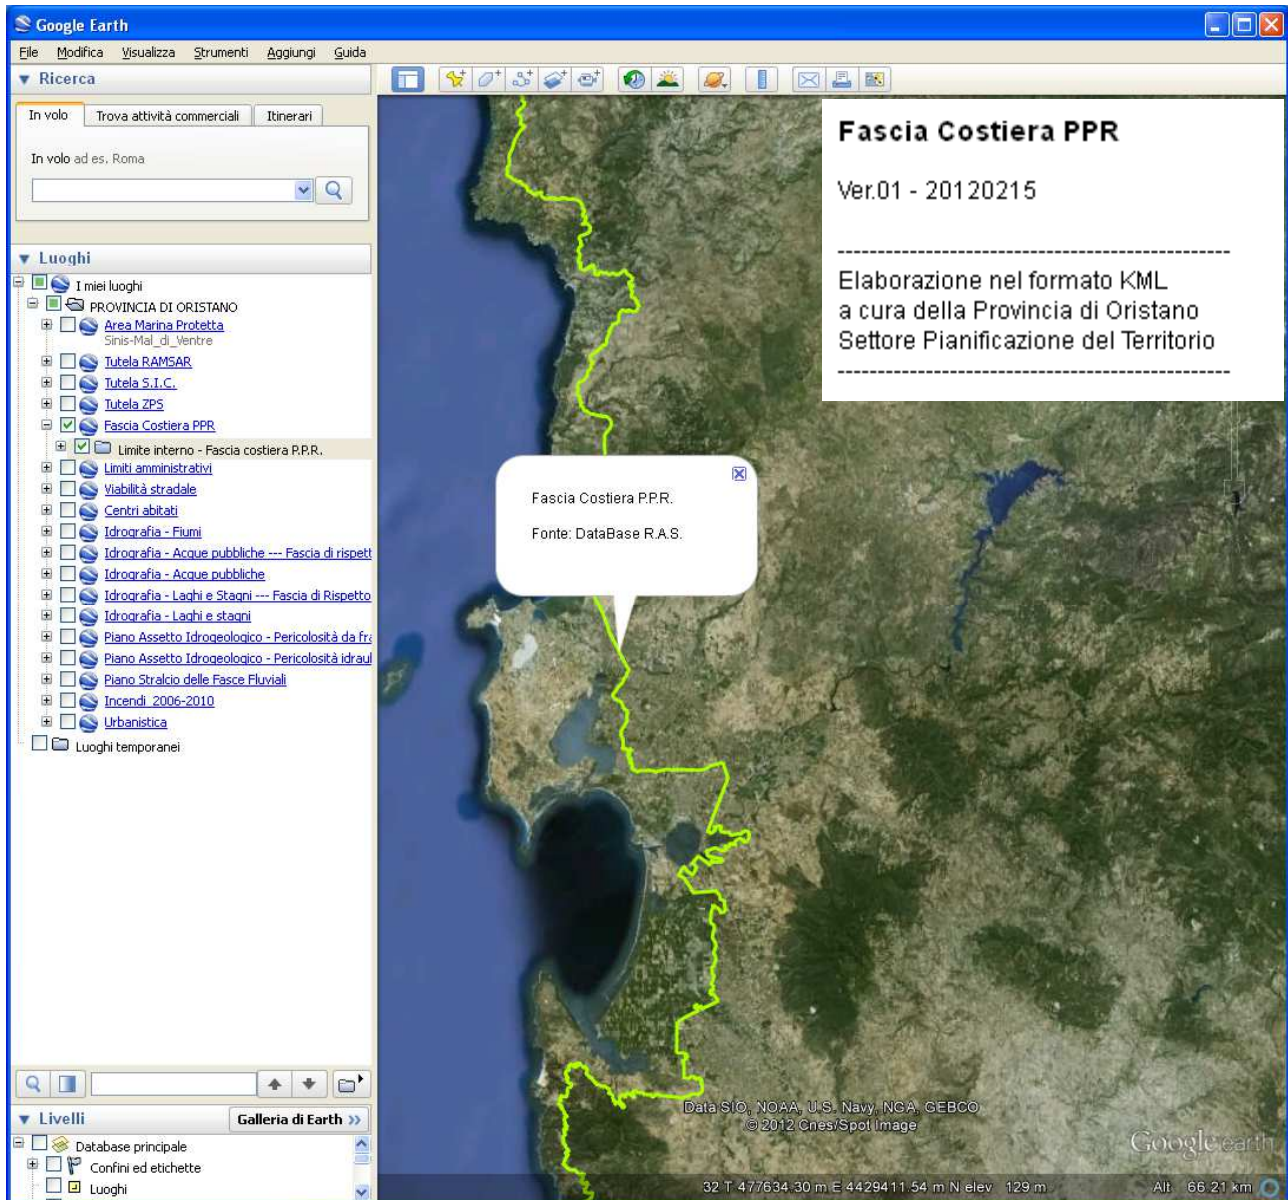 Google Earth
File Modifica Visualizza Strumenti Aggiungi Guida
Ricerca
In volo Trova attività commerciali Itinerari
In volo ad es. Roma
Luoghi
I miei luoghi
PROVINCIA DI ORISTANO
Area Marina Protetta
Sinis-Mal_di_Ventre
Tutela RAMSAR
Tutela S.I.C.
Tutela ZPS
Fascia Costiera PPR
Limite interno - Fascia costiera P.P.R.
Limiti amministrativi
Viabilità stradale
Centri abitati
Idrografia - Fiumi
Idrografia - Acque pubbliche --- Fascia di rispett
Idrografia - Acque pubbliche
Idrografia - Laghi e Stagni --- Fascia di Rispetto
Idrografia - Laghi e stagni
Piano Assetto Idrogeologico - Pericolosità da fra
Piano Assetto Idrogeologico - Pericolosità idraul
Piano Stralcio delle Fasce Fluviali
Incendi 2006-2010
Urbanistica
Luoghi temporanei
Livelli Galleria di Earth >>
Database principale
Confini ed etichette
Luoghi
Fascia Costiera PPR
Ver.01 - 20120215
-------------------------------------------------
Elaborazione nel formato KML
a cura della Provincia di Oristano
Settore Pianificazione del Territorio
-------------------------------------------------
Fascia Costiera P.P.R.
Fonte: DataBase R.A.S.
Data SIO, NOAA, U.S. Navy, NGA, GEBCO
© 2012 Cnes/Spot Image
Google earth
32 T 477634.30 m E 4429411.54 m N elev 129 m Alt 66.21 km